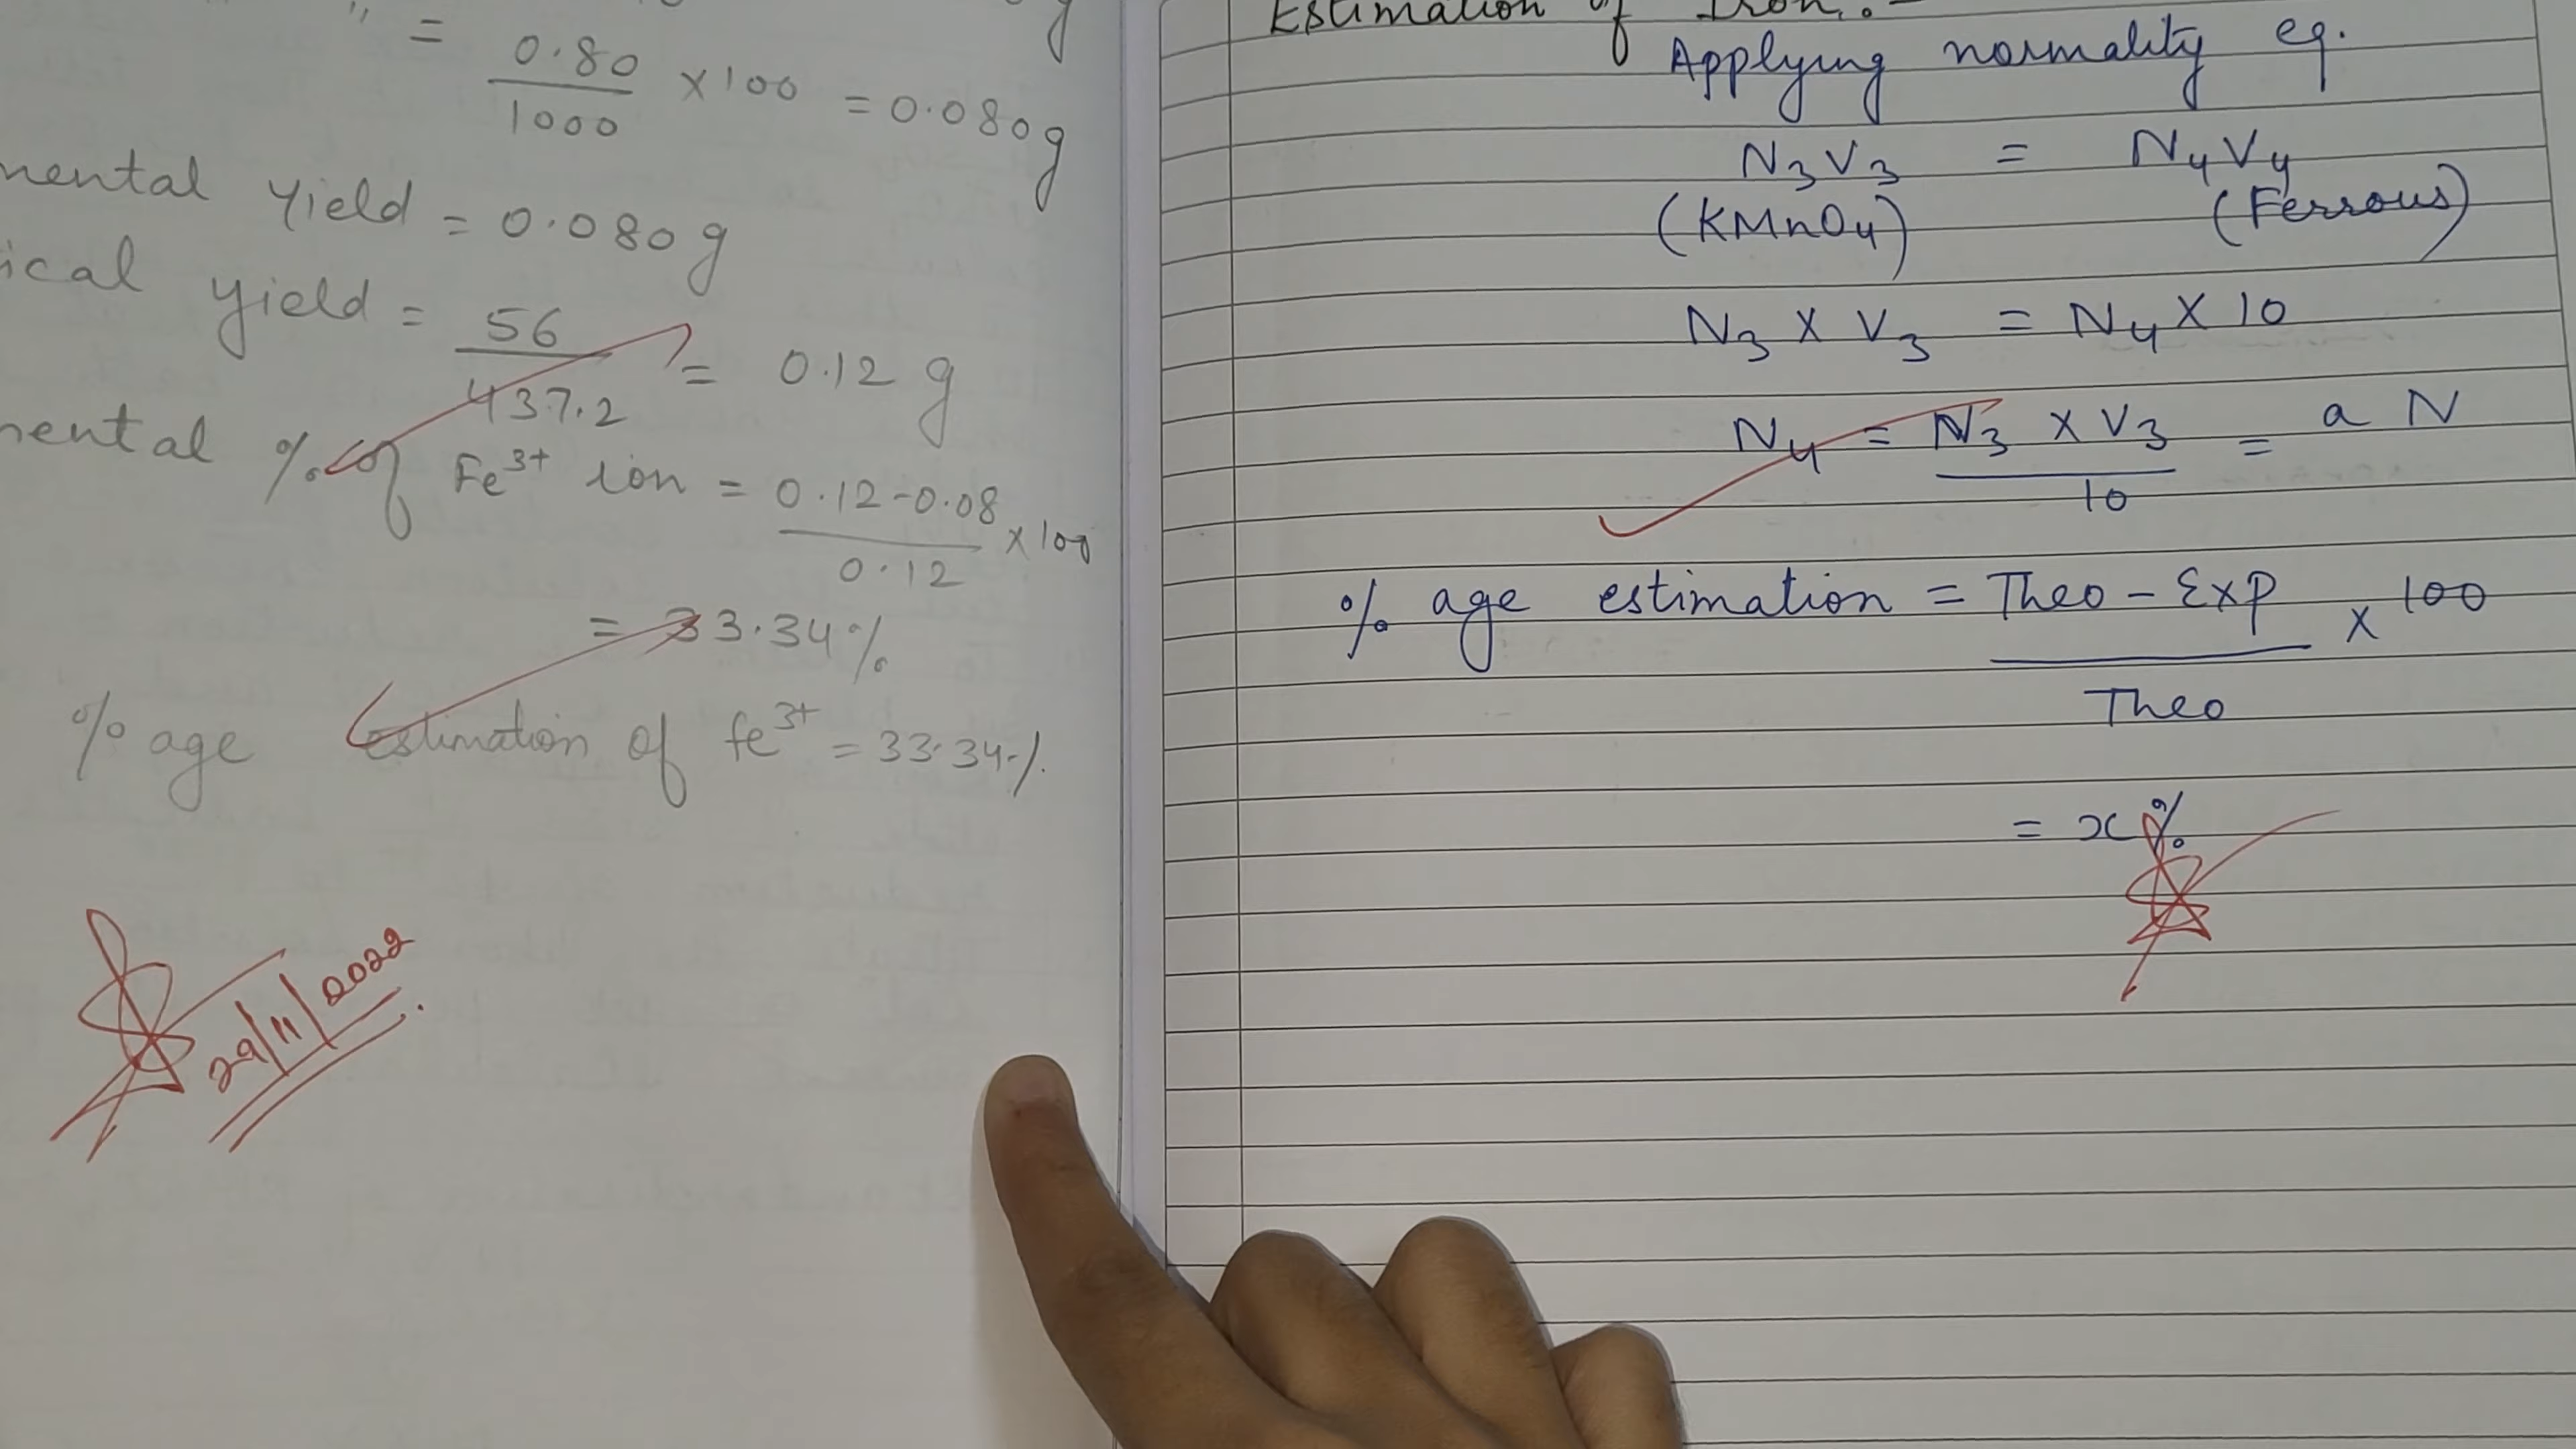 " = 0.80 / 1000 × 100 = 0.080g
mental Yield = 0.080g
ical yield = 56 / 437.2 = 0.12 g
mental % of Fe³⁺ ion = 0.12-0.08 / 0.12 × 100
= 33.34%
% age estimation of fe³⁺ = 33.34%
29/11/2022
Estimation of Iron:-
Applying normality eq.
N₃V₃ = N₄V₄
(KMnO₄) (Ferrous)
N₃ × V₃ = N₄ × 10
N₄ = N₃ × V₃ / 10 = a N
% age estimation = Theo - Exp / Theo × 100
= x%